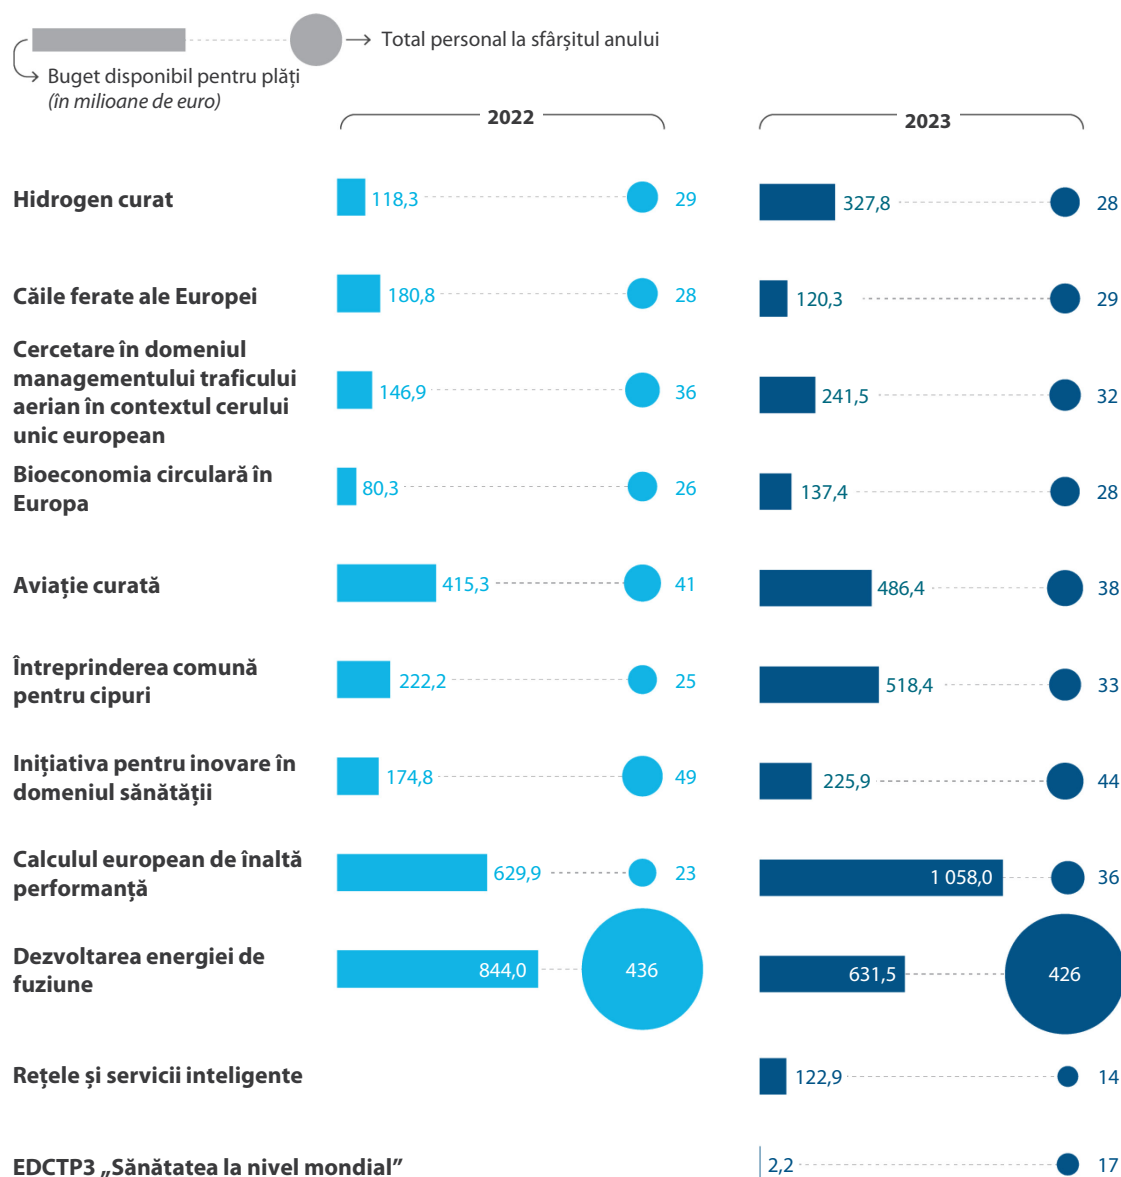 Total personal la sfârșitul anului
Buget disponibil pentru plăți
(în milioane de euro)
2022
2023
Hidrogen curat
118,3
29
327,8
28
Căile ferate ale Europei
180,8
28
120,3
29
Cercetare în domeniul
managementului traficului
aerian în contextul cerului
unic european
146,9
36
241,5
32
Bioeconomia circulară în
Europa
80,3
26
137,4
28
Aviație curată
415,3
41
486,4
38
Întreprinderea comună
pentru cipuri
222,2
25
518,4
33
Inițiativa pentru inovare în
domeniul sănătății
174,8
49
225,9
44
Calculul european de înaltă
performanță
629,9
23
1 058,0
36
Dezvoltarea energiei de
fuziune
844,0
436
631,5
426
Rețele și servicii inteligente
122,9
14
EDCTP3 „Sănătatea la nivel mondial”
2,2
17